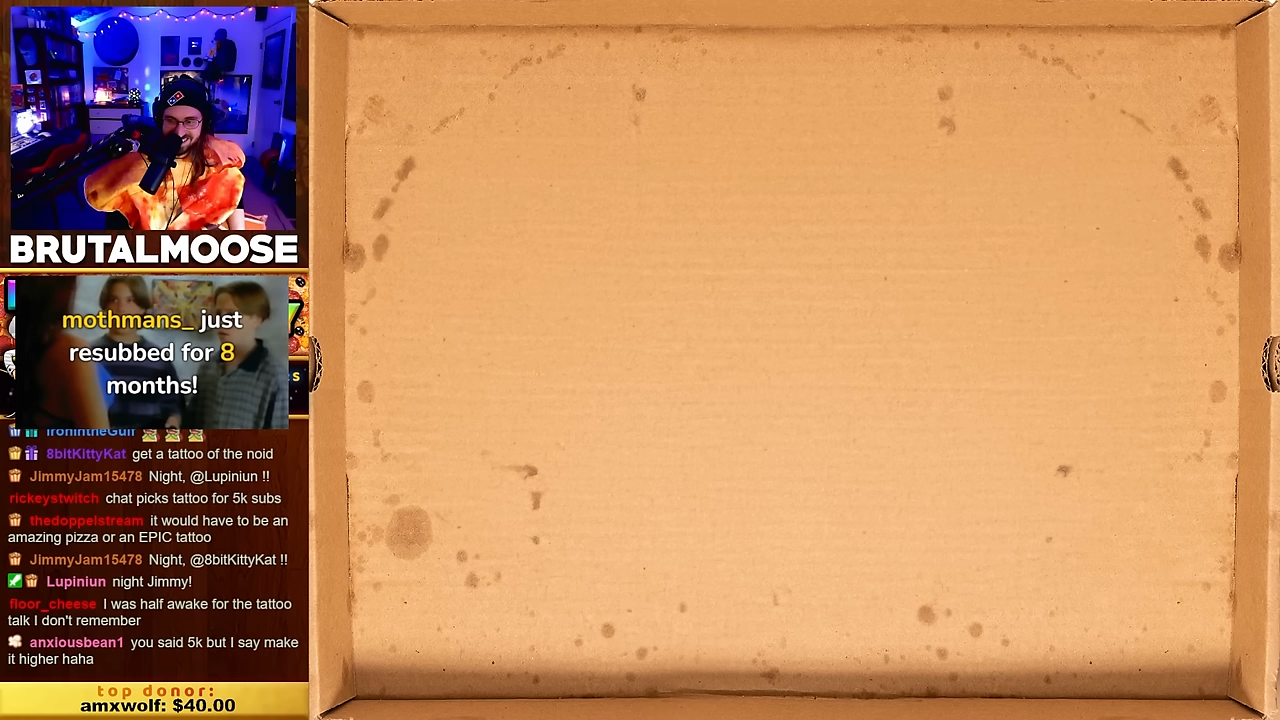 BRUTALMOOSE
mothmans_ just
resubbed for 8
months!
IronintheGulf
8bitKittyKat get a tattoo of the noid
JimmyJam15478 Night, @Lupiniun !!
rickeystwitch chat picks tattoo for 5k subs
thedoppelstream it would have to be an
amazing pizza or an EPIC tattoo
JimmyJam15478 Night, @8bitKittyKat !!
Lupiniun night Jimmy!
floor_cheese I was half awake for the tattoo
talk I don't remember
anxiousbean1 you said 5k but I say make
it higher haha
top donor:
amxwolf: $40.00